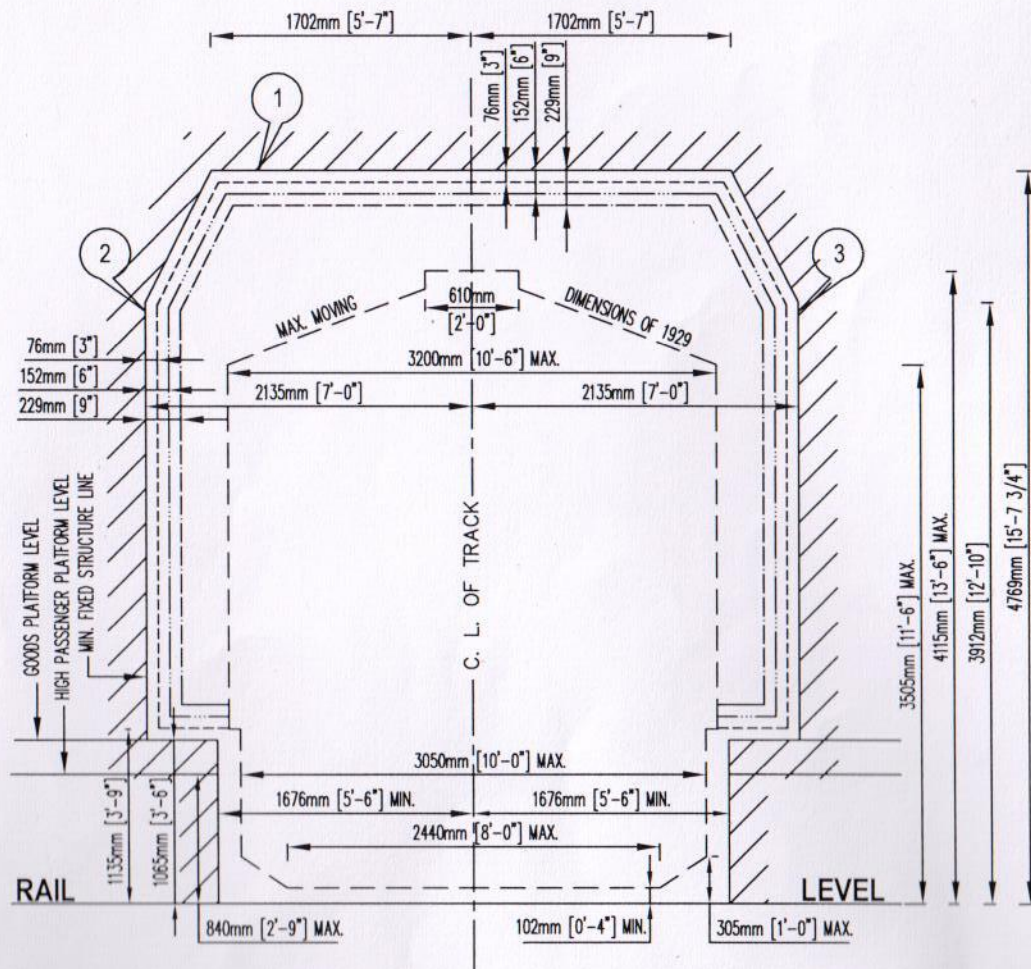 1702mm [5'-7"]
1702mm [5'-7"]
76mm [3"]
152mm [6"]
229mm [9"]
1
2
3
610mm
[2'-0"]
MAX. MOVING
DIMENSIONS OF 1929
3200mm [10'-6"] MAX.
76mm [3"]
152mm [6"]
229mm [9"]
2135mm [7'-0"]
2135mm [7'-0"]
GOODS PLATFORM LEVEL
HIGH PASSENGER PLATFORM LEVEL
MIN. FIXED STRUCTURE LINE
C. L. OF TRACK
3505mm [11'-6"] MAX.
4115mm [13'-6"] MAX.
3912mm [12'-10"]
4769mm [15'-7 3/4"]
3050mm [10'-0"] MAX.
1676mm [5'-6"] MIN.
1676mm [5'-6"] MIN.
2440mm [8'-0"] MAX.
1135mm [3'-9"]
1065mm [3'-6"]
RAIL
LEVEL
840mm [2'-9"] MAX.
102mm [0'-4"] MIN.
305mm [1'-0"] MAX.